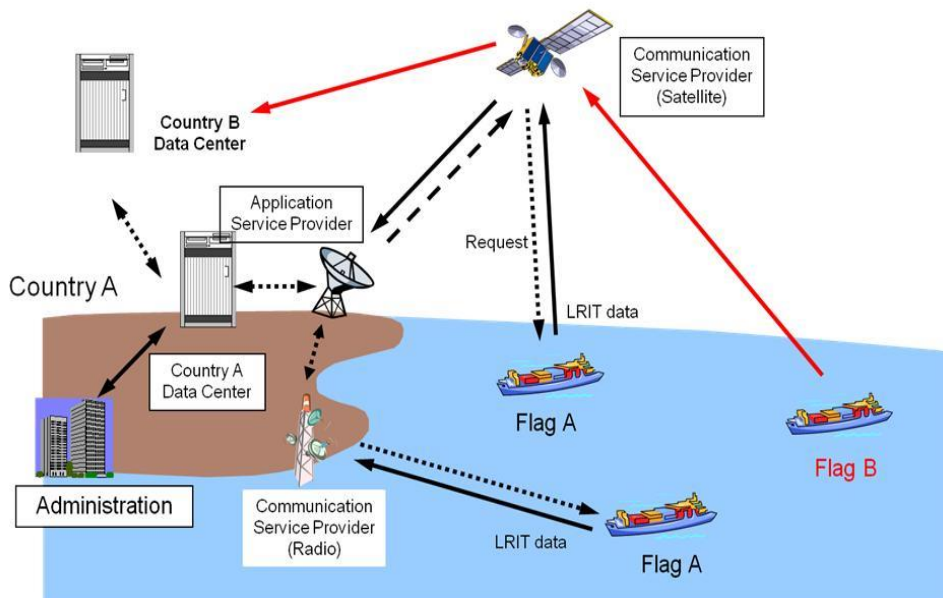 Communication
Service Provider
(Satellite)
Country B
Data Center
Application
Service Provider
Request
Country A
LRIT data
Country A
Data Center
Flag A
Flag B
Administration
Communication
Service Provider
(Radio)
LRIT data
Flag A